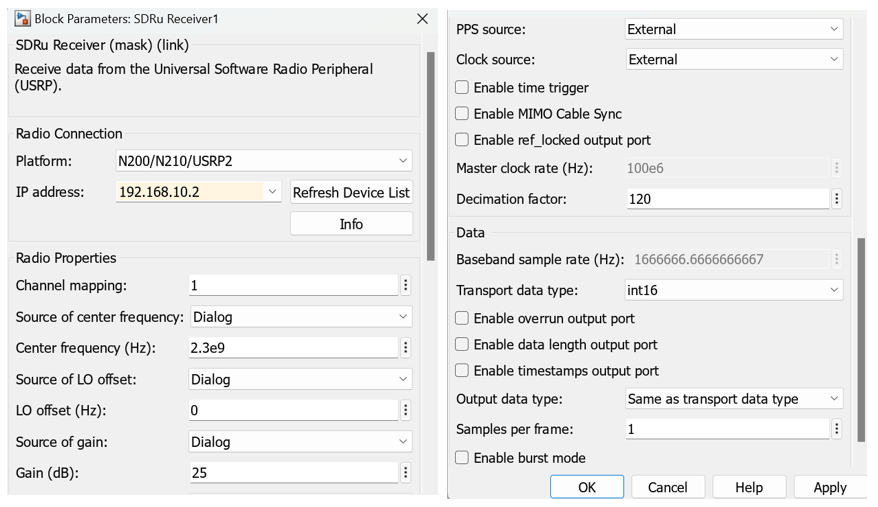 Block Parameters: SDRu Receiver1
SDRu Receiver (mask) (link)
Receive data from the Universal Software Radio Peripheral
(USRP).
Radio Connection
Platform: N200/N210/USRP2
IP address: 192.168.10.2 Refresh Device List
Info
Radio Properties
Channel mapping: 1
Source of center frequency: Dialog
Center frequency (Hz): 2.3e9
Source of LO offset: Dialog
LO offset (Hz): 0
Source of gain: Dialog
Gain (dB): 25
PPS source: External
Clock source: External
Enable time trigger
Enable MIMO Cable Sync
Enable ref_locked output port
Master clock rate (Hz): 100e6
Decimation factor: 120
Data
Baseband sample rate (Hz): 1666666.6666666667
Transport data type: int16
Enable overrun output port
Enable data length output port
Enable timestamps output port
Output data type: Same as transport data type
Samples per frame: 1
Enable burst mode
OK Cancel Help Apply